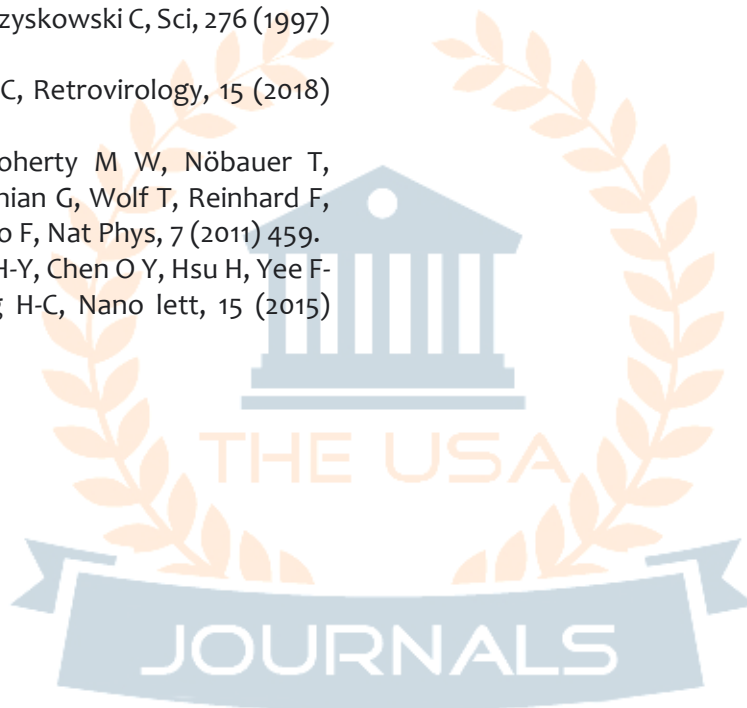 zyskowski C, Sci, 276 (1997)
C, Retrovirology, 15 (2018)
oherty M W, Nöbauer T,
nian G, Wolf T, Reinhard F,
o F, Nat Phys, 7 (2011) 459.
H-Y, Chen O Y, Hsu H, Yee F-
g H-C, Nano lett, 15 (2015)
THE USA
JOURNALS